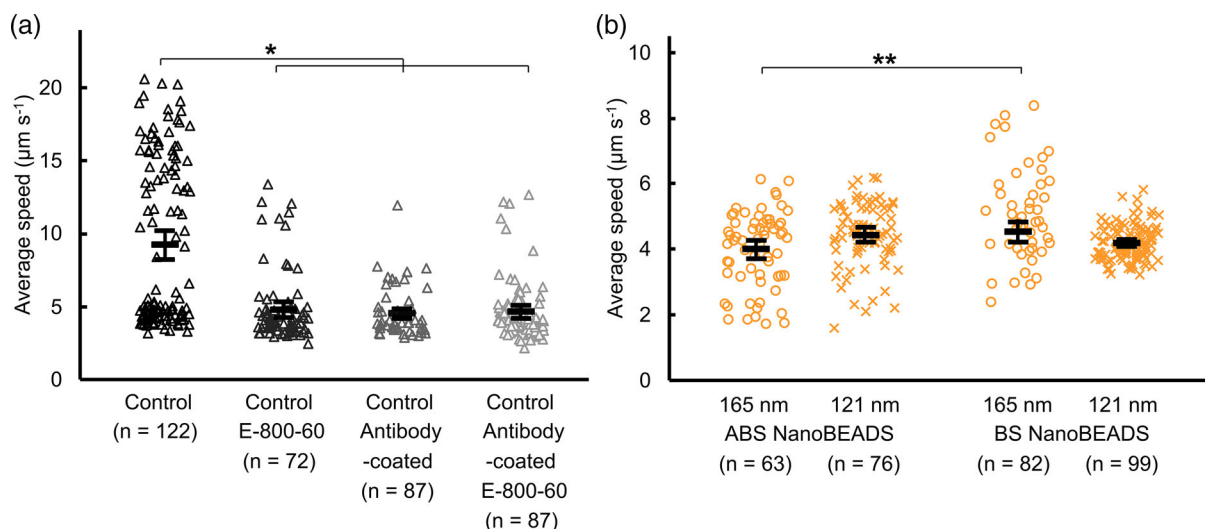 (a)
*
Average speed (μm s⁻¹)
20
15
10
5
0
Control
(n = 122)
Control
E-800-60
(n = 72)
Control
Antibody
-coated
(n = 87)
Control
Antibody
-coated
E-800-60
(n = 87)
(b)
**
Average speed (μm s⁻¹)
10
8
6
4
2
0
165 nm 121 nm
ABS NanoBEADS
(n = 63) (n = 76)
165 nm 121 nm
BS NanoBEADS
(n = 82) (n = 99)